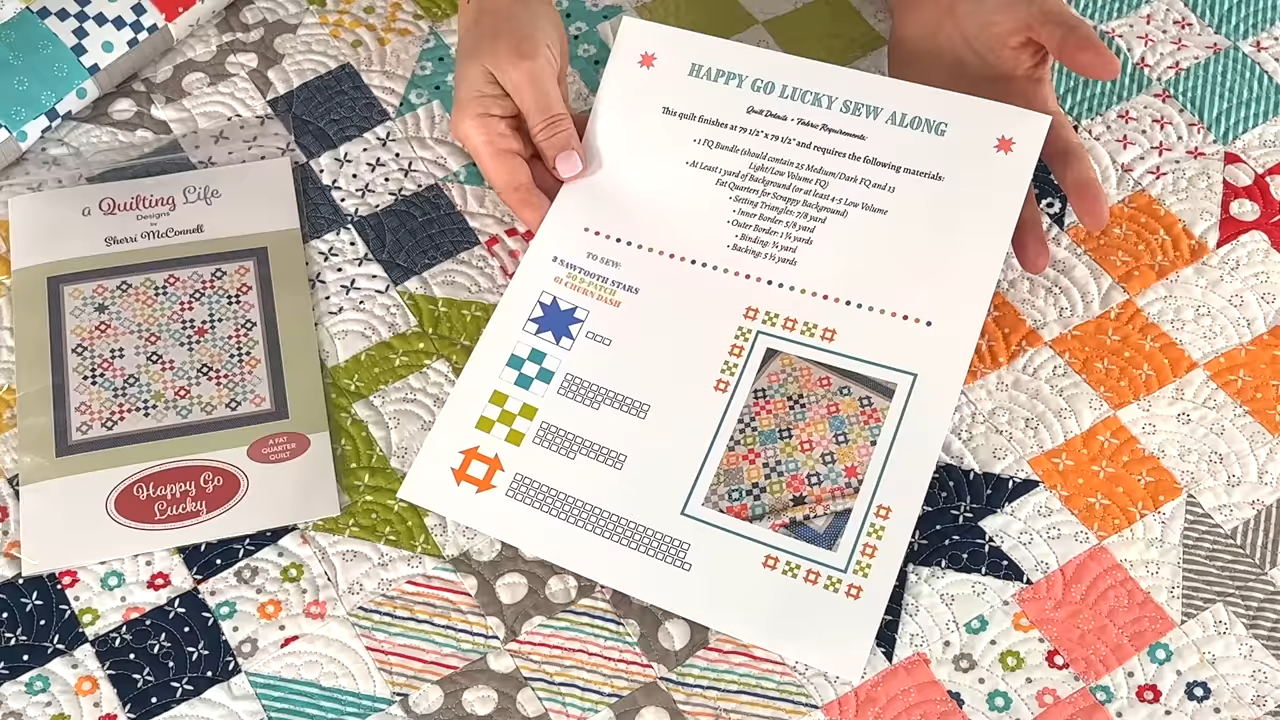 a Quilting Life
Designs
by
Sherri McConnell
A FAT
QUARTER
QUILT
Happy Go
Lucky
HAPPY GO LUCKY SEW ALONG
Quilt Details + Fabric Requirements:
This quilt finishes at 79 1/2" x 79 1/2" and requires the following materials:
• 1 FQ Bundle (should contain 25 Medium/Dark FQ and 13
Light/Low Volume FQ)
• At Least 1 yard of Background (or at least 4-5 Low Volume
Fat Quarters for Scrappy Background)
• Setting Triangles: 7/8 yard
• Inner Border: 5/8 yard
• Outer Border: 1 ¼ yards
• Binding: ¾ yard
• Backing: 5 ½ yards
TO SEW:
3 SAWTOOTH STARS
50 9-PATCH
61 CHURN DASH